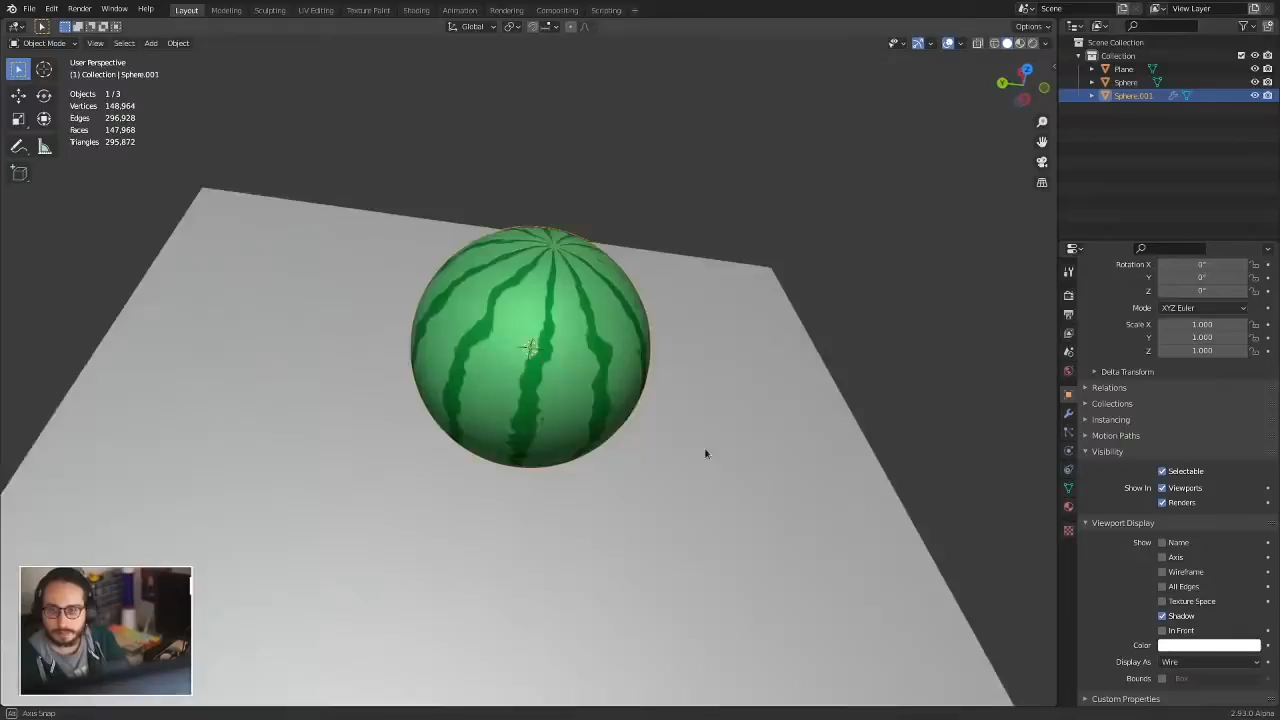 File Edit Render Window Help Layout Modeling Sculpting UV Editing Texture Paint Shading Animation Rendering Compositing Scripting + Scene View Layer
Global Options
Object Mode View Select Add Object
Scene Collection
Collection
Plane
Sphere
Sphere.001
User Perspective
(1) Collection | Sphere.001
Objects 1 / 3
Vertices 148,964
Edges 296,928
Faces 147,968
Triangles 295,872
Z
Y
Rotation X 0°
Y 0°
Z 0°
Mode XYZ Euler
Scale X 1.000
Y 1.000
Z 1.000
Delta Transform
Relations
Collections
Instancing
Motion Paths
Visibility
Selectable
Show In Viewports
Renders
Viewport Display
Show Name
Axis
Wireframe
All Edges
Texture Space
Shadow
In Front
Color
Display As Wire
Bounds Box
Custom Properties
Alt Axis Snap
2.93.0 Alpha